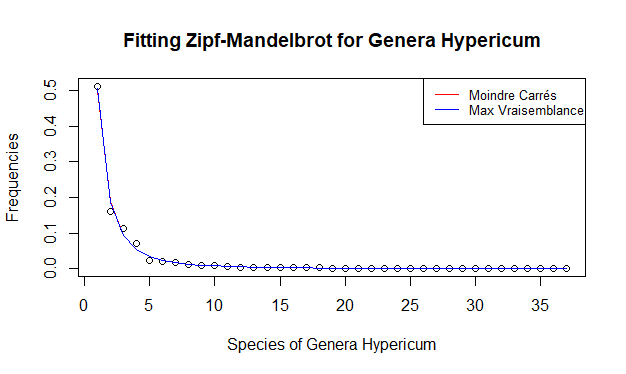 Fitting Zipf-Mandelbrot for Genera Hypericum
Moindre Carrés
Max Vraisemblance
Frequencies
0.5
0.4
0.3
0.2
0.1
0.0
0 5 10 15 20 25 30 35
Species of Genera Hypericum